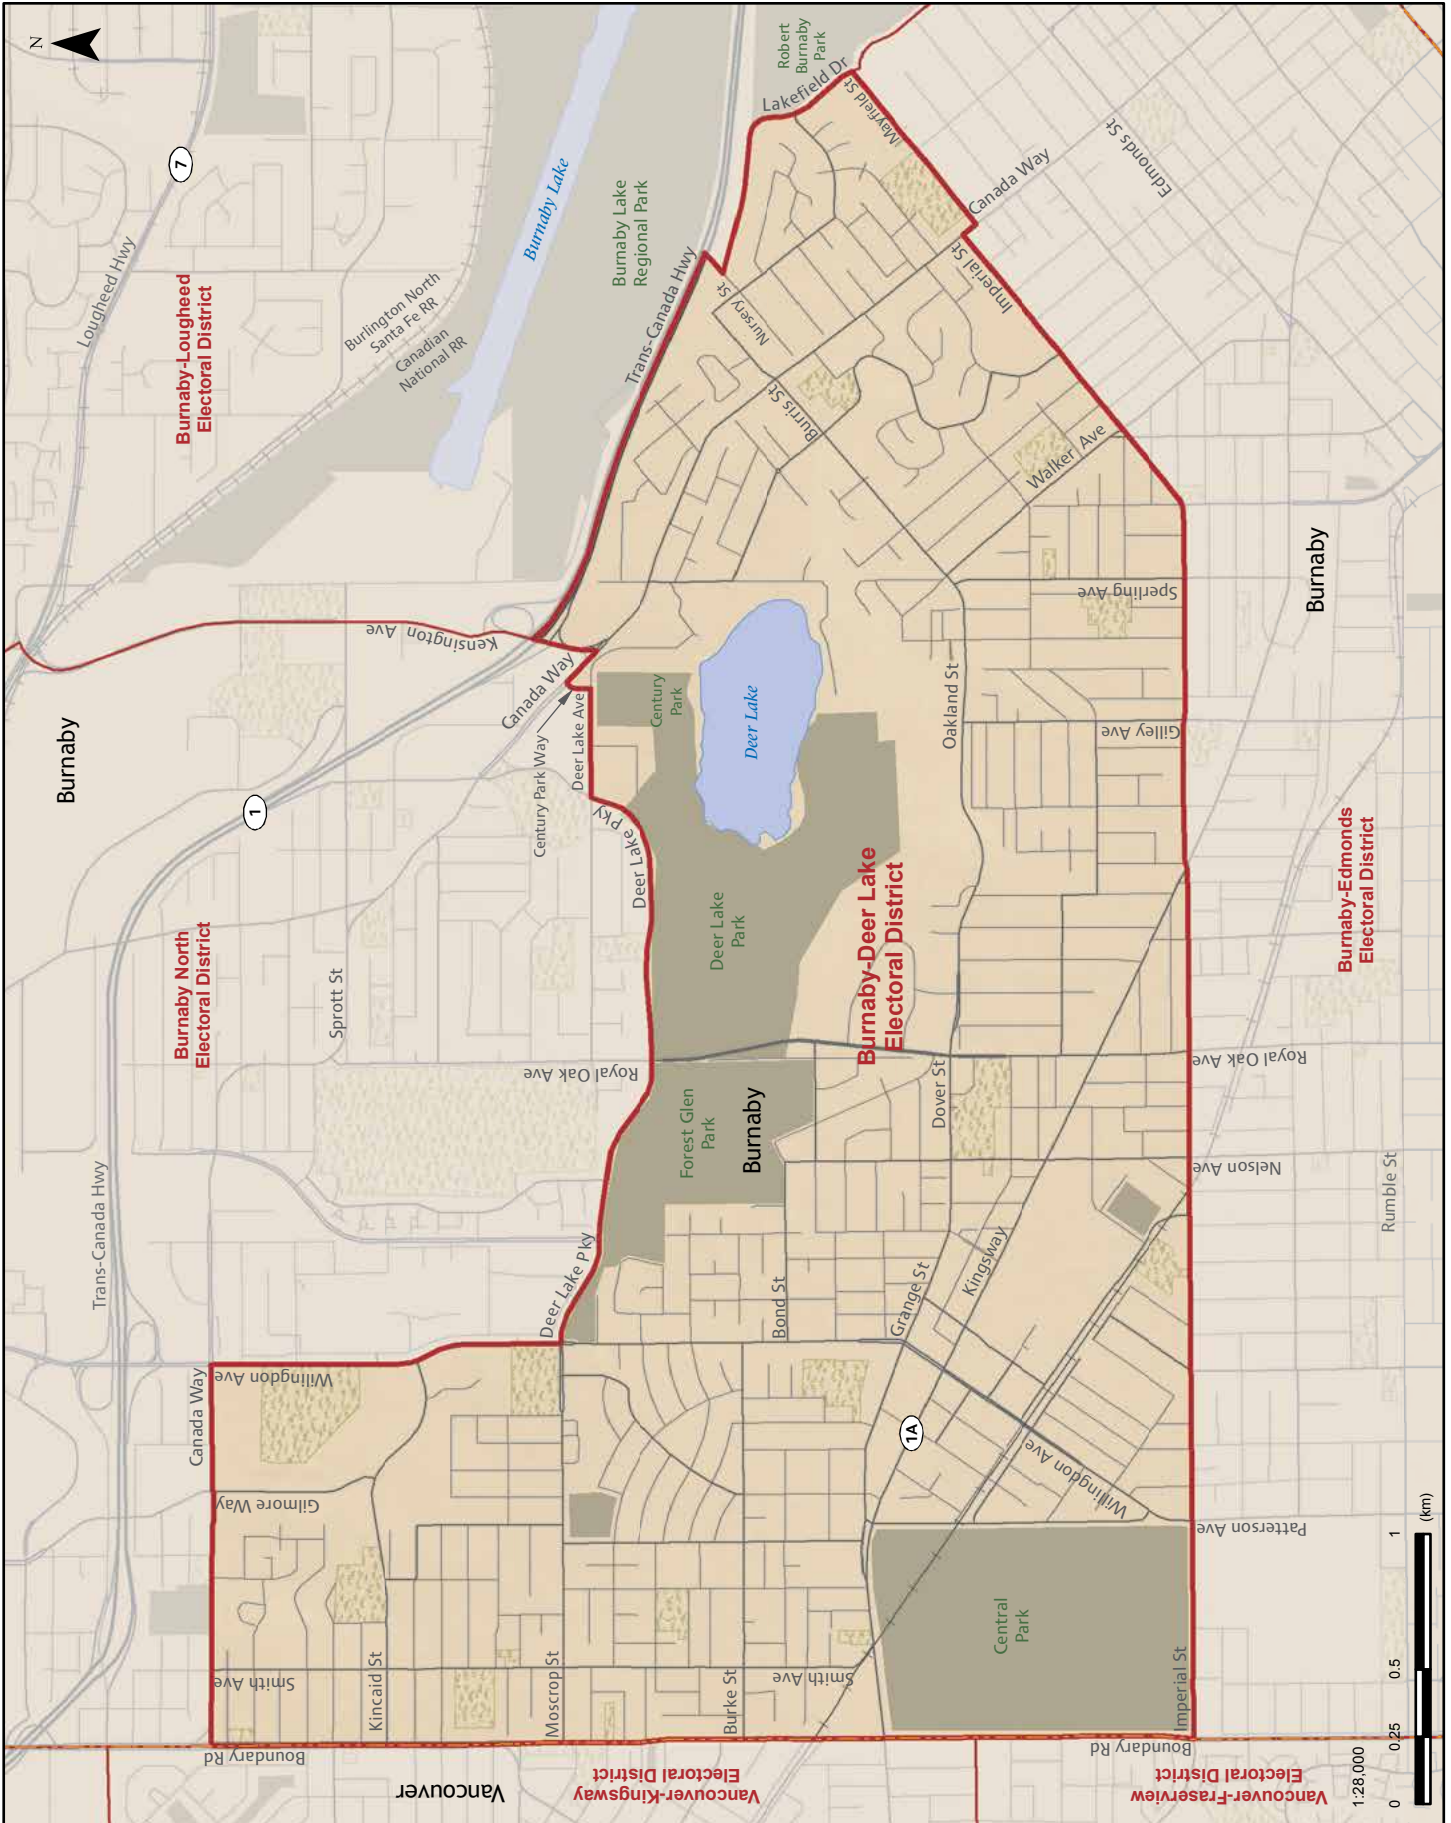 N
7
Lougheed Hwy
Burnaby-Lougheed
Electoral District
Burlington North
Santa Fe RR
Canadian
National RR
Burnaby Lake
Burnaby Lake
Regional Park
Robert
Burnaby
Park
Lakefield Dr
Mayfield St
Canada Way
Edmonds St
Imperial St
Trans-Canada Hwy
Nursery St
Burris St
Walker Ave
Kensington Ave
Burnaby
1
Canada Way
Century Park Way
Deer Lake Ave
Deer Lake Pky
Deer Lake Pky
Century
Park
Deer Lake
Deer Lake
Park
Oakland St
Sperling Ave
Gilley Ave
Burnaby
Burnaby-Edmonds
Electoral District
Burnaby North
Electoral District
Sprott St
Royal Oak Ave
Burnaby-Deer Lake
Electoral District
Forest Glen
Park
Burnaby
Dover St
Royal Oak Ave
Nelson Ave
Rumble St
Trans-Canada Hwy
Deer Lake Pky
Bond St
Grange St
Kingsway
Canada Way
Willingdon Ave
Gilmore Way
1A
Willingdon Ave
Patterson Ave
Smith Ave
Kincaid St
Moscrop St
Burke St
Smith Ave
Central
Park
Imperial St
Boundary Rd
Boundary Rd
Vancouver
Vancouver-Kingsway
Electoral District
Vancouver-Fraserview
Electoral District
1:28,000
0 0.25 0.5 1
(km)